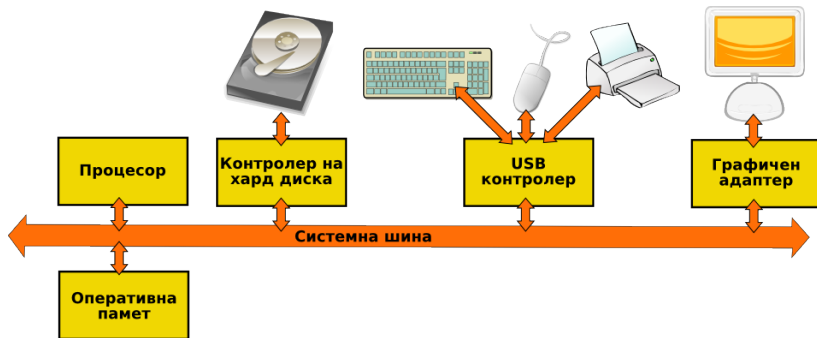 Процесор
Контролер на
хард диска
USB
контролер
Графичен
адаптер
Системна шина
Оперативна
памет